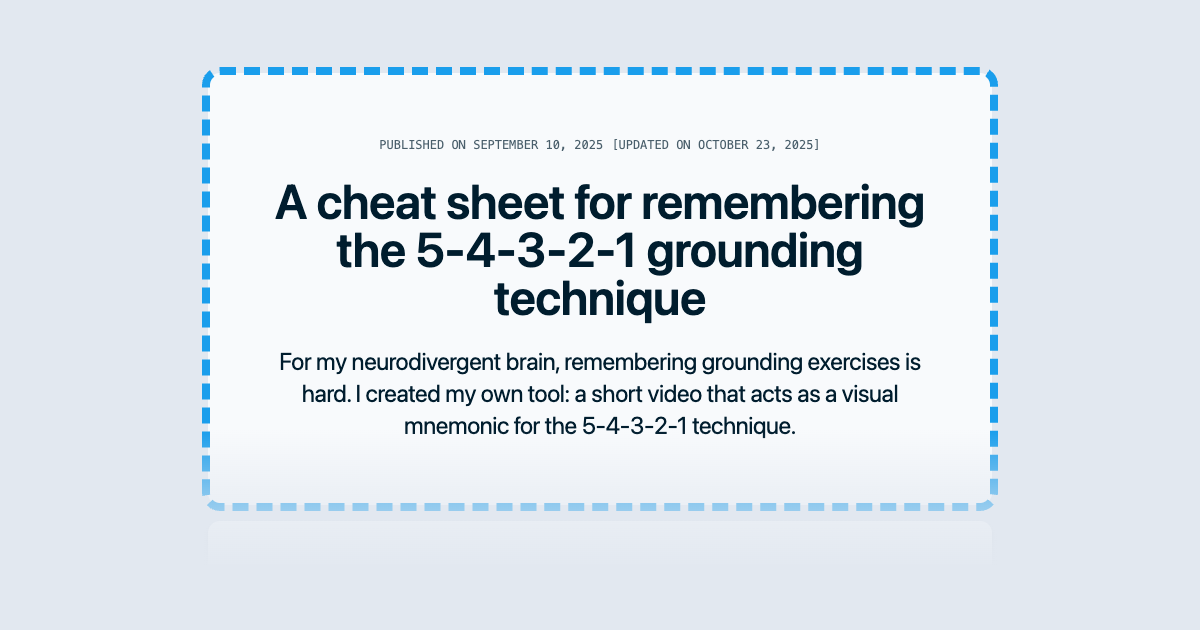 PUBLISHED ON SEPTEMBER 10, 2025 [UPDATED ON OCTOBER 23, 2025]
A cheat sheet for remembering
the 5-4-3-2-1 grounding
technique
For my neurodivergent brain, remembering grounding exercises is
hard. I created my own tool: a short video that acts as a visual
mnemonic for the 5-4-3-2-1 technique.